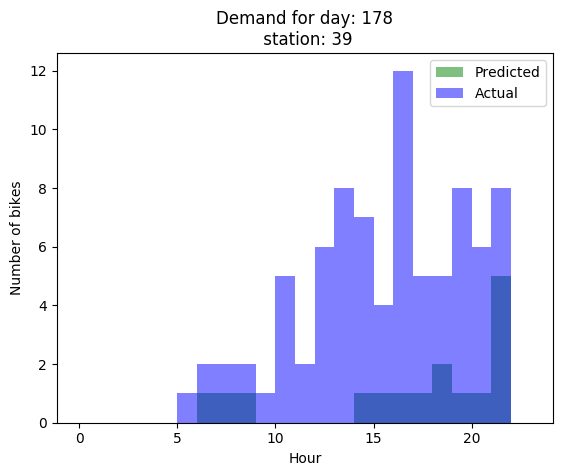 Demand for day: 178
station: 39
Predicted
Actual
12
10
8
6
4
2
0
Number of bikes
0 5 10 15 20
Hour